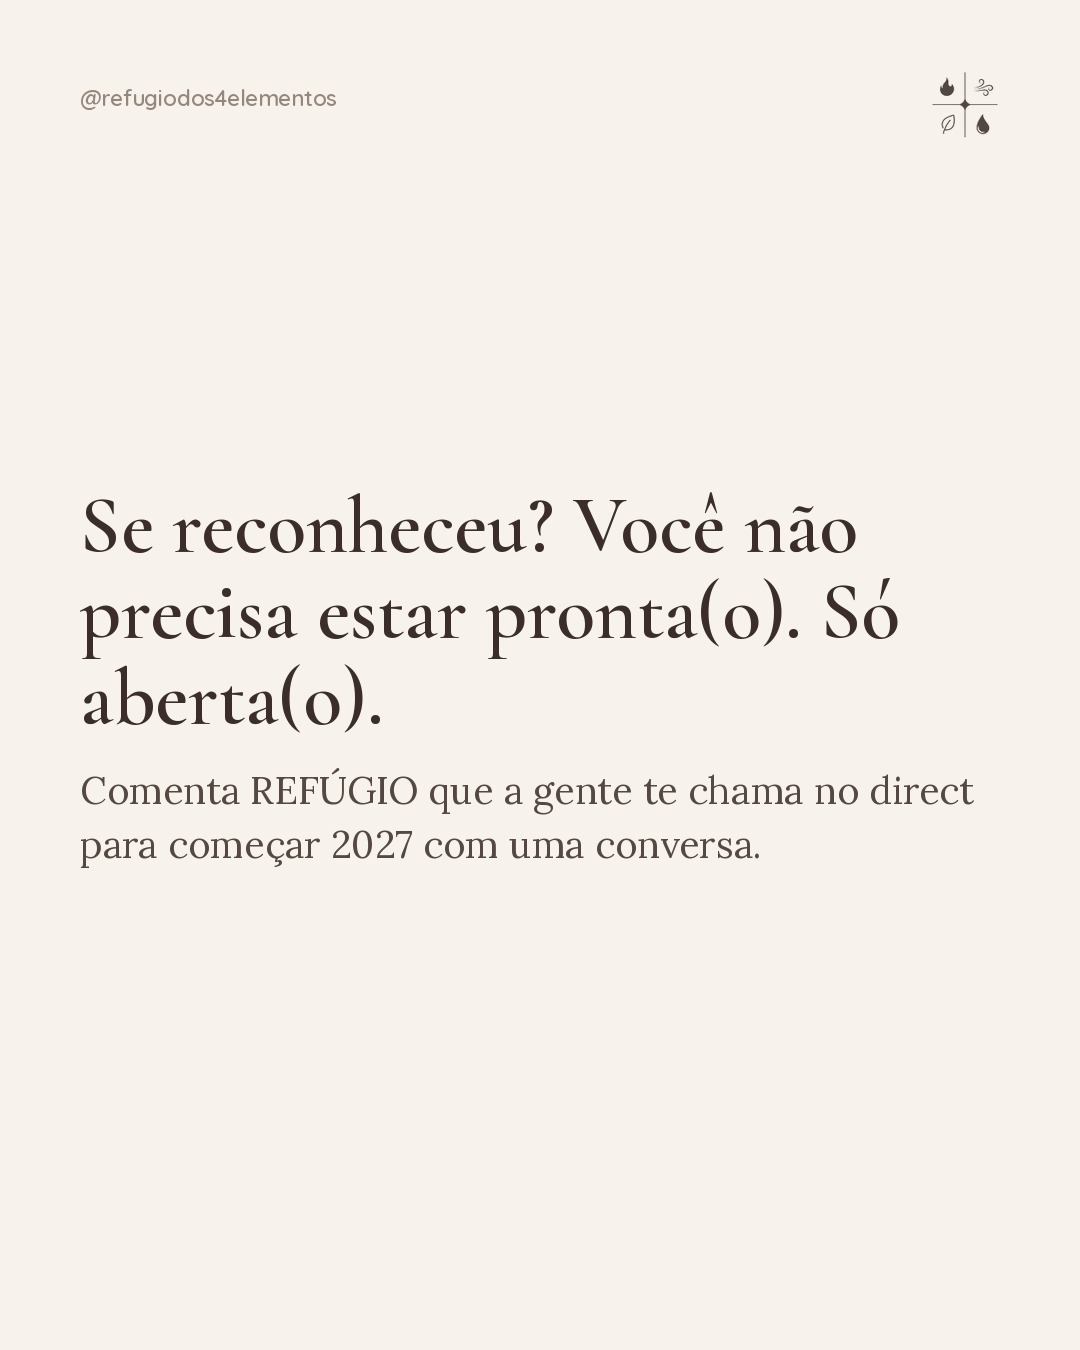 @refugiodos4elementos
Se reconheceu? Você não
precisa estar pronta(o). Só
aberta(o).
Comenta REFÚGIO que a gente te chama no direct
para começar 2027 com uma conversa.